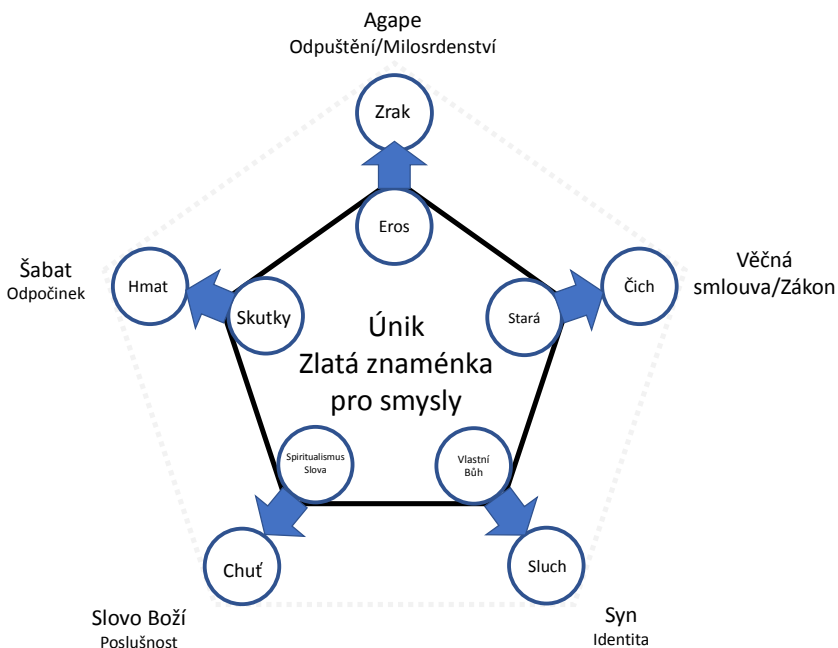 Agape
Odpuštění/Milosrdenství
Zrak
Eros
Šabat
Odpočinek
Hmat
Skutky
Věčná
smlouva/Zákon
Čich
Stará
Únik
Zlatá znaménka
pro smysly
Spiritualismus
Slova
Vlastní
Bůh
Chuť
Sluch
Slovo Boží
Poslušnost
Syn
Identita